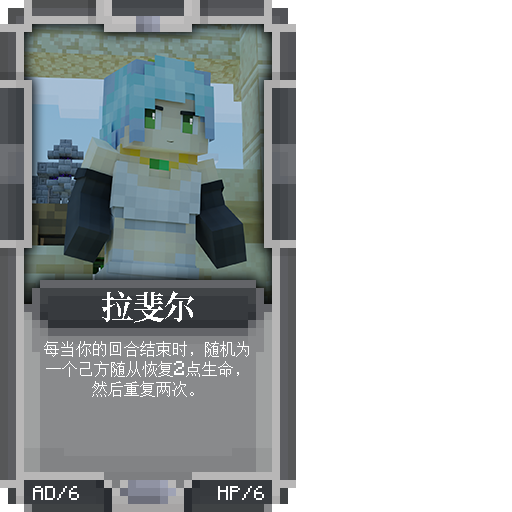 拉斐尔
每当你的回合结束时，随机为
一个己方随从恢复2点生命，
然后重复两次。
AD/6
HP/6